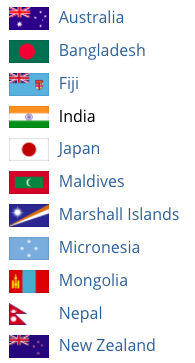 Australia
Bangladesh
Fiji
India
Japan
Maldives
Marshall Islands
Micronesia
Mongolia
Nepal
New Zealand